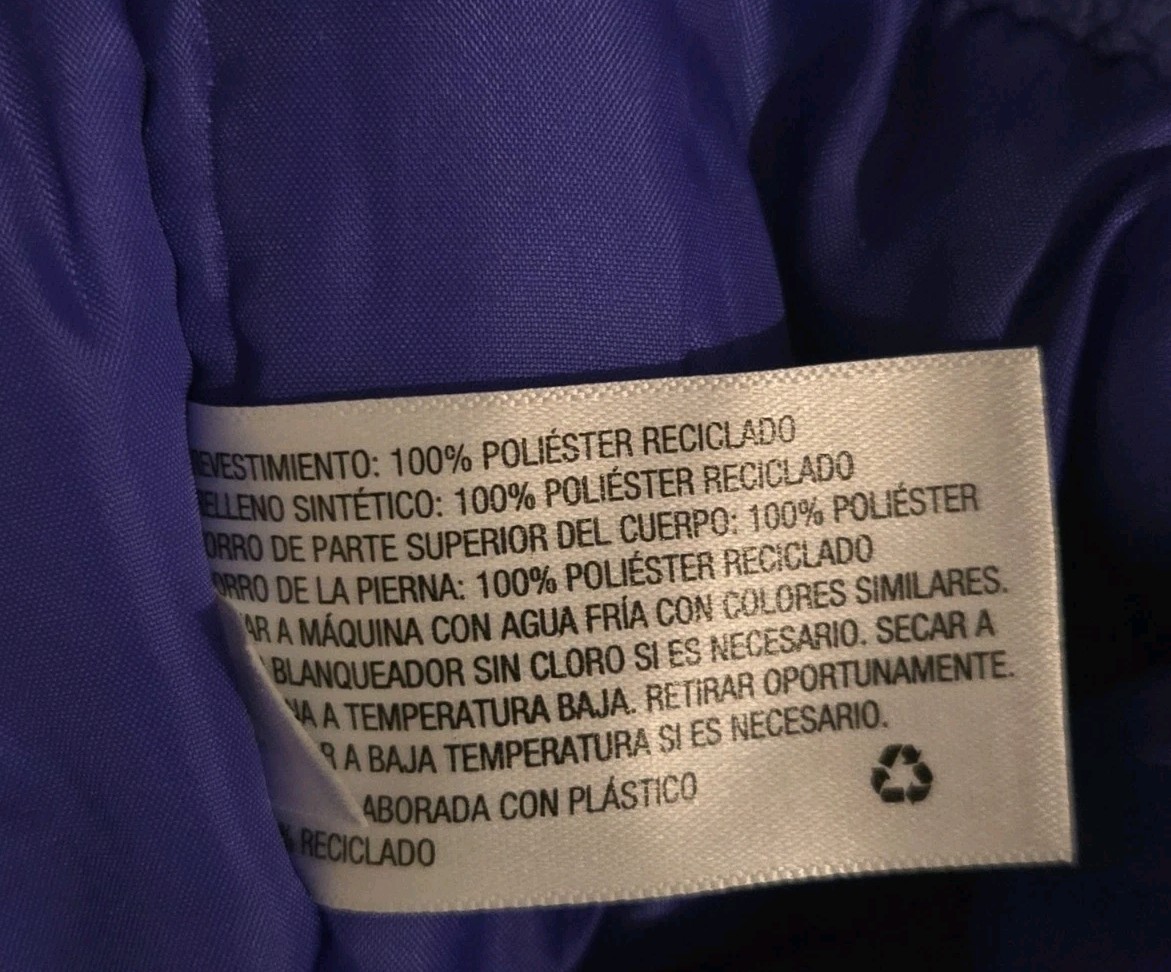 EVESTIMIENTO: 100% POLIÉSTER RECICLADO
ELLENO SINTÉTICO: 100% POLIÉSTER RECICLADO
ORRO DE PARTE SUPERIOR DEL CUERPO: 100% POLIÉSTER
ORRO DE LA PIERNA: 100% POLIÉSTER RECICLADO
AR A MÁQUINA CON AGUA FRÍA CON COLORES SIMILARES.
BLANQUEADOR SIN CLORO SI ES NECESARIO. SECAR A
NA A TEMPERATURA BAJA. RETIRAR OPORTUNAMENTE.
R A BAJA TEMPERATURA SI ES NECESARIO.
ABORADA CON PLÁSTICO
% RECICLADO